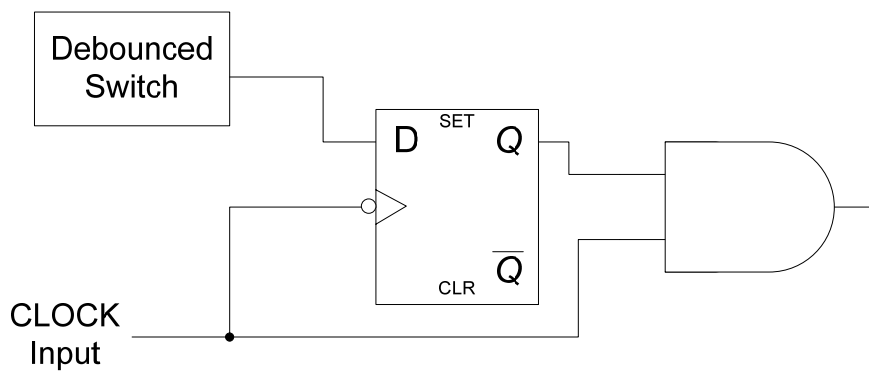 Debounced
Switch
SET
D
Q
Q̅
CLR
CLOCK
Input